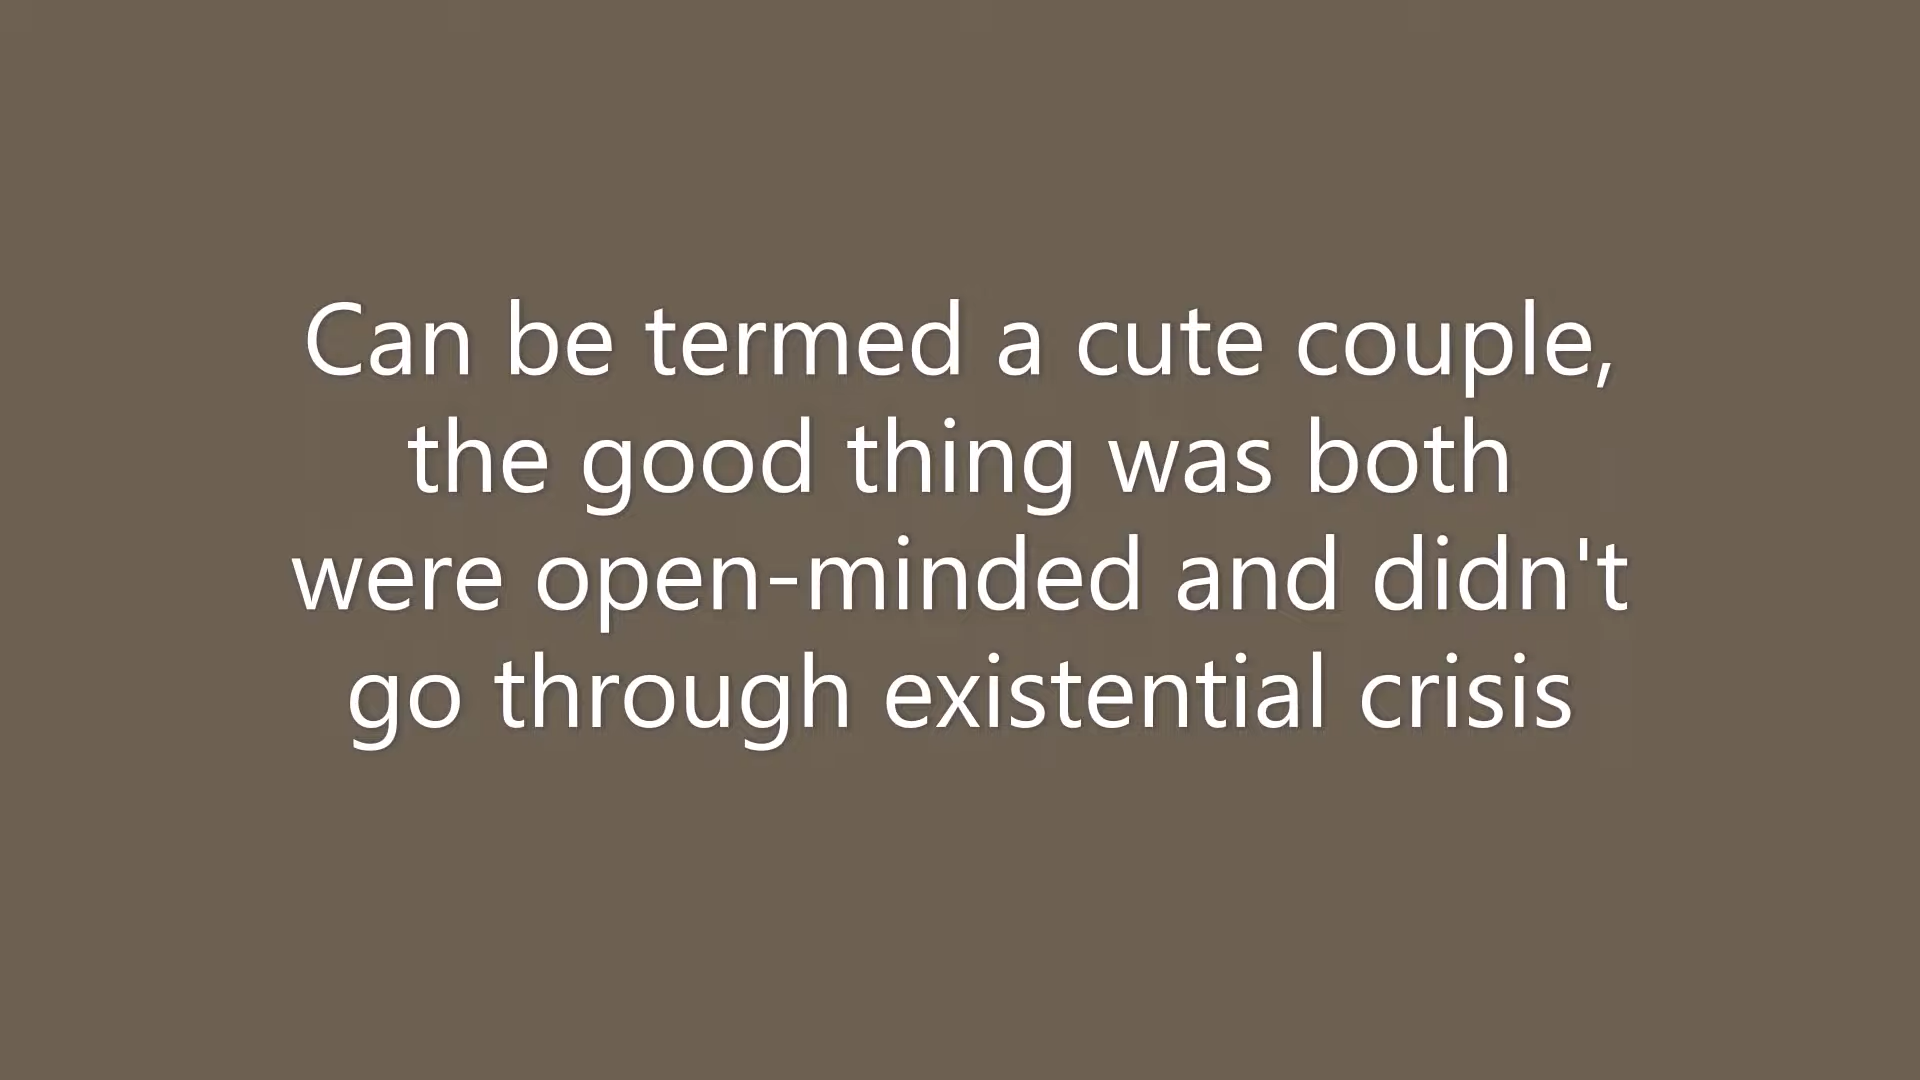 Can be termed a cute couple,
the good thing was both
were open-minded and didn't
go through existential crisis